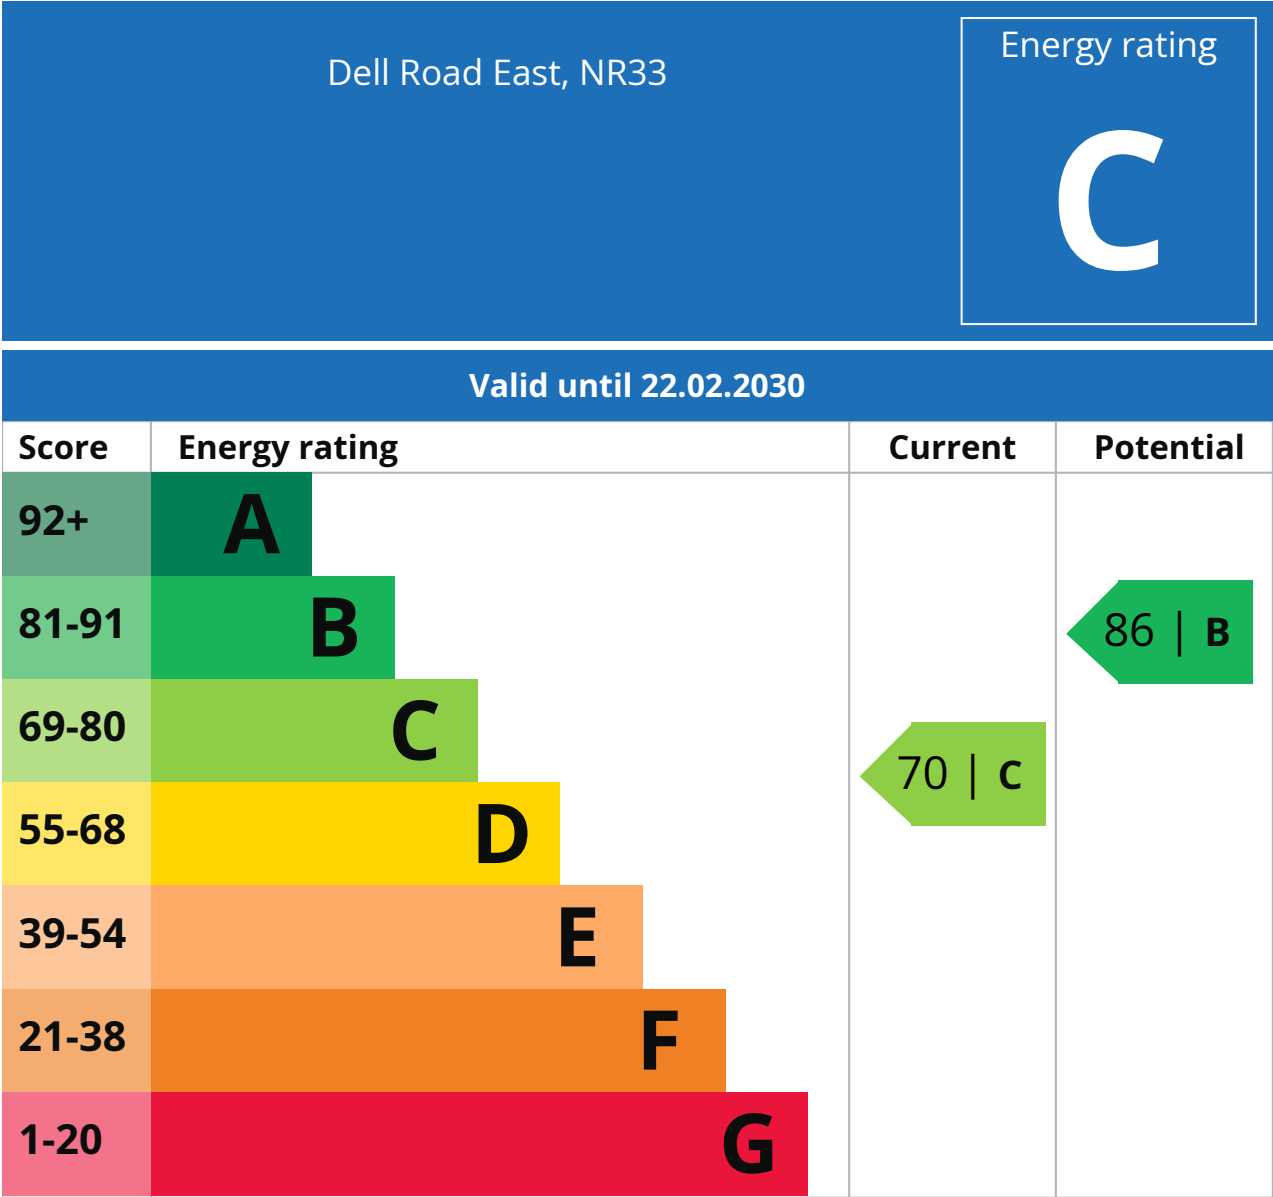 Dell Road East, NR33
Energy rating
C
Valid until 22.02.2030
Score Energy rating Current Potential
92+ A
81-91 B 86 | B
69-80 C 70 | C
55-68 D
39-54 E
21-38 F
1-20 G